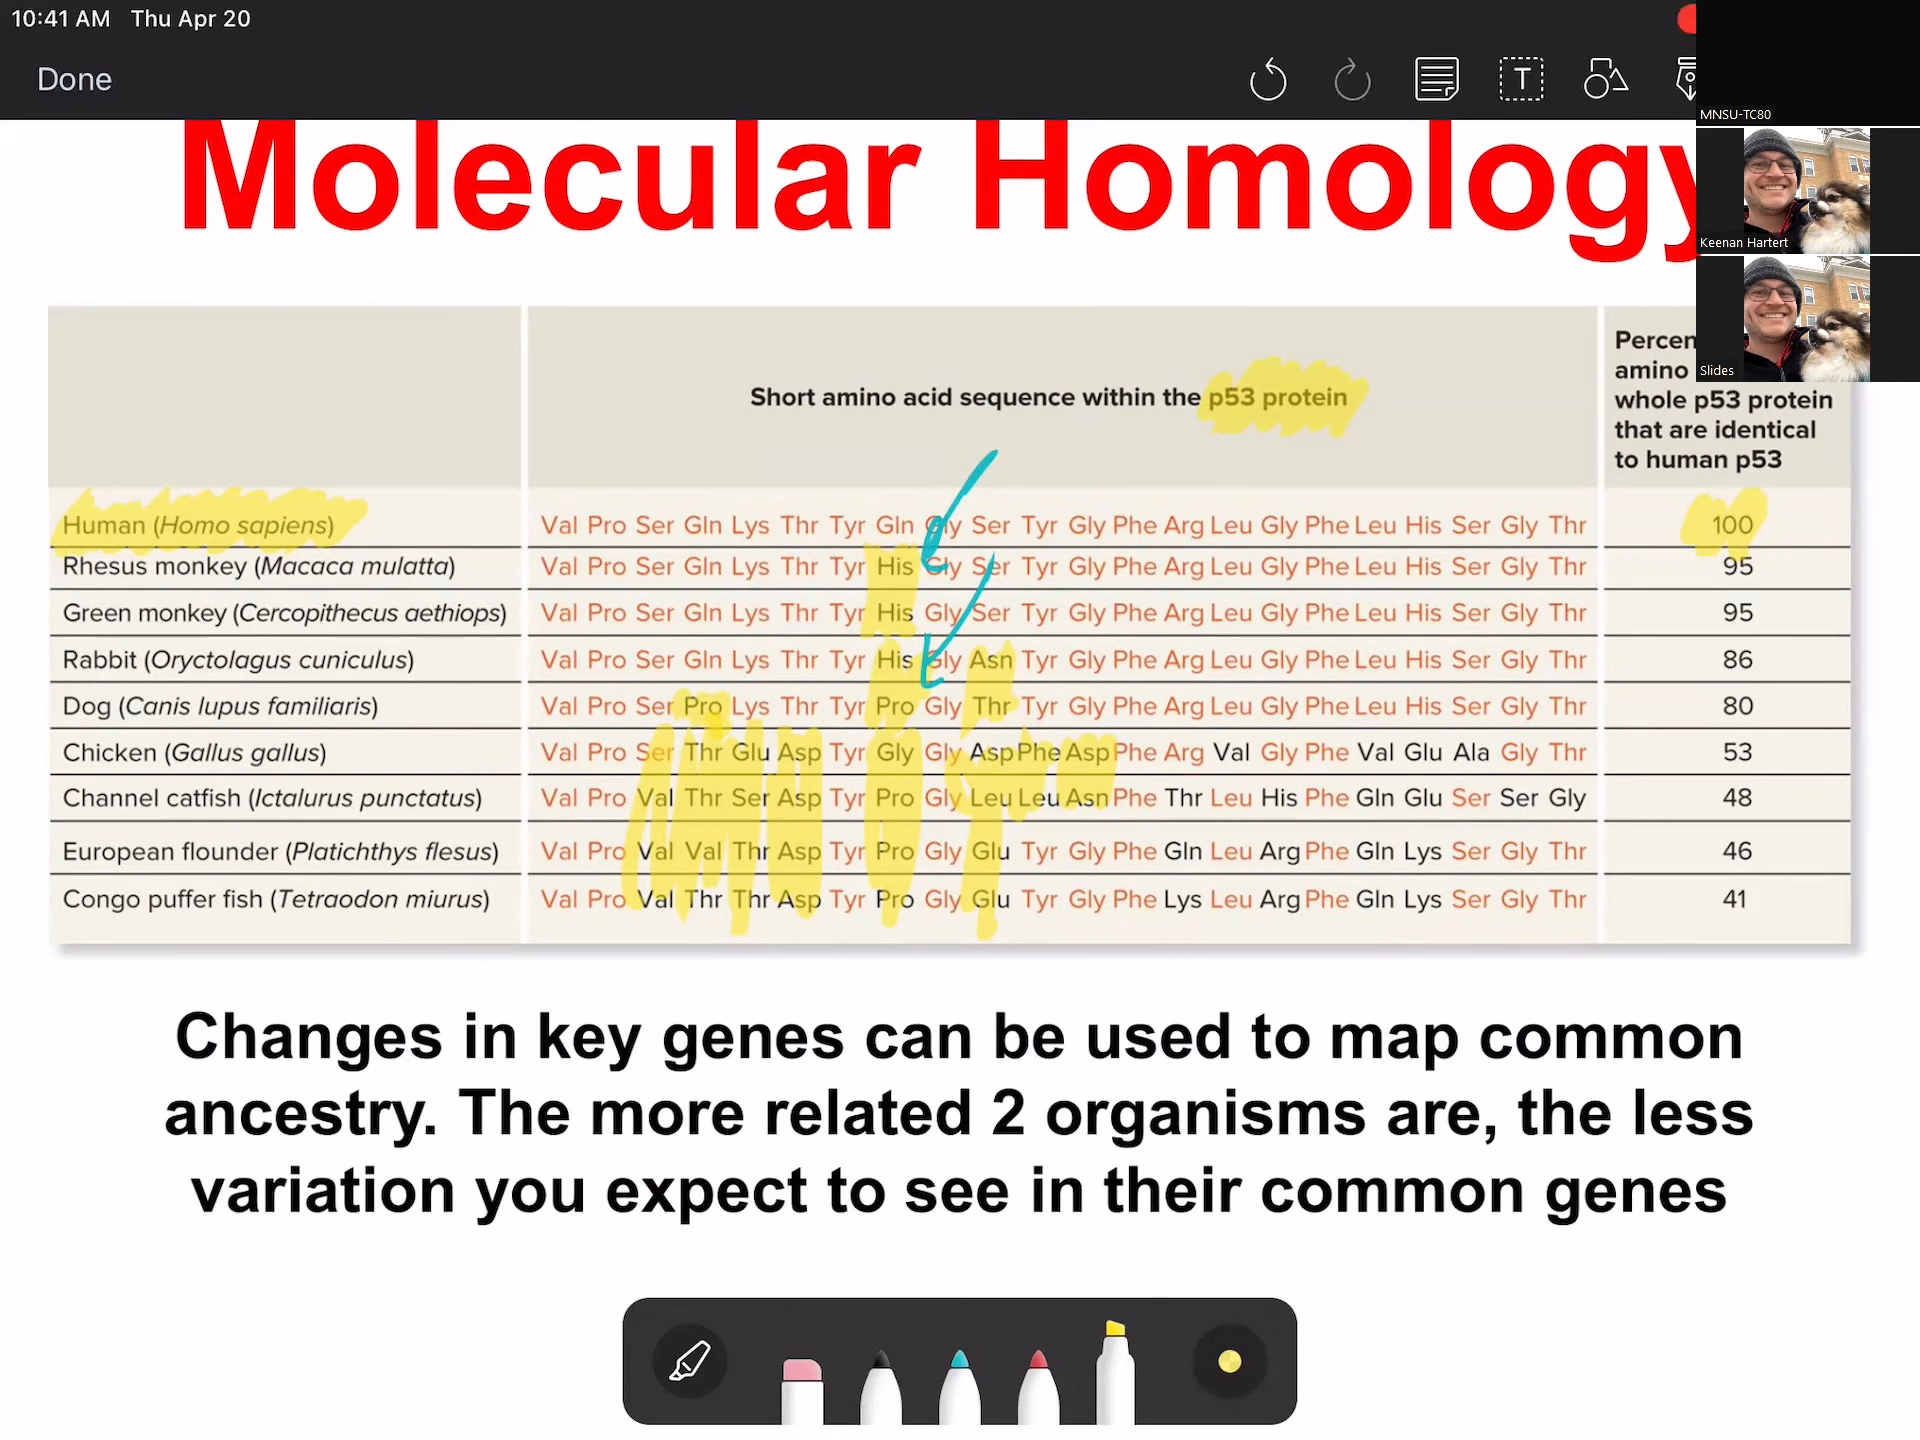 10:41 AM Thu Apr 20
Done
MNSU-TC80
Keenan Hartert
Slides
Molecular Homology
Short amino acid sequence within the p53 protein
Percen
amino
whole p53 protein
that are identical
to human p53
Human (Homo sapiens) Val Pro Ser Gln Lys Thr Tyr Gln Gly Ser Tyr Gly Phe Arg Leu Gly Phe Leu His Ser Gly Thr 100
Rhesus monkey (Macaca mulatta) Val Pro Ser Gln Lys Thr Tyr His Gly Ser Tyr Gly Phe Arg Leu Gly Phe Leu His Ser Gly Thr 95
Green monkey (Cercopithecus aethiops) Val Pro Ser Gln Lys Thr Tyr His Gly Ser Tyr Gly Phe Arg Leu Gly Phe Leu His Ser Gly Thr 95
Rabbit (Oryctolagus cuniculus) Val Pro Ser Gln Lys Thr Tyr His Gly Asn Tyr Gly Phe Arg Leu Gly Phe Leu His Ser Gly Thr 86
Dog (Canis lupus familiaris) Val Pro Ser Pro Lys Thr Tyr Pro Gly Thr Tyr Gly Phe Arg Leu Gly Phe Leu His Ser Gly Thr 80
Chicken (Gallus gallus) Val Pro Ser Thr Glu Asp Tyr Gly Gly Asp Phe Asp Phe Arg Val Gly Phe Val Glu Ala Gly Thr 53
Channel catfish (Ictalurus punctatus) Val Pro Val Thr Ser Asp Tyr Pro Gly Leu Leu Asn Phe Thr Leu His Phe Gln Glu Ser Ser Gly 48
European flounder (Platichthys flesus) Val Pro Val Val Thr Asp Tyr Pro Gly Glu Tyr Gly Phe Gln Leu Arg Phe Gln Lys Ser Gly Thr 46
Congo puffer fish (Tetraodon miurus) Val Pro Val Thr Thr Asp Tyr Pro Gly Glu Tyr Gly Phe Lys Leu Arg Phe Gln Lys Ser Gly Thr 41
Changes in key genes can be used to map common
ancestry. The more related 2 organisms are, the less
variation you expect to see in their common genes